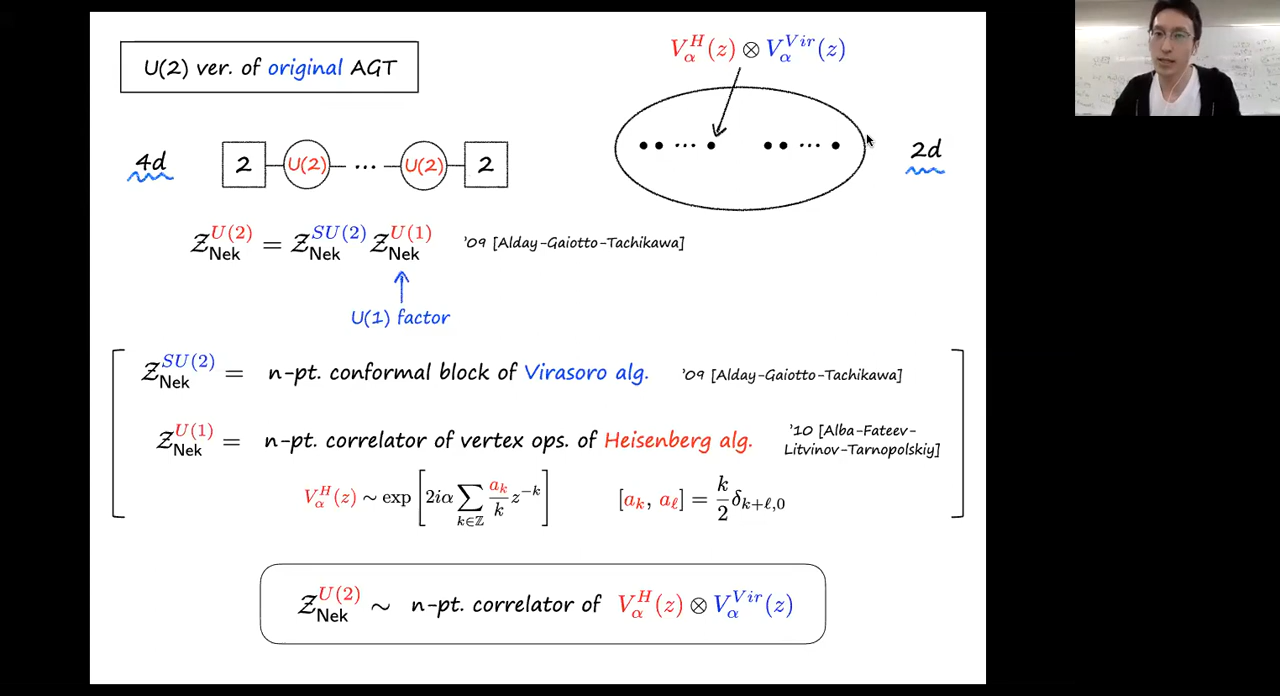 U(2) ver. of original AGT
V_α^H(z) ⊗ V_α^{Vir}(z)
4d
2 U(2) ··· U(2) 2
•• ··· • •• ··· •
2d
Z_Nek^{U(2)} = Z_Nek^{SU(2)} Z_Nek^{U(1)} '09 [Alday-Gaiotto-Tachikawa]
U(1) factor
Z_Nek^{SU(2)} = n-pt. conformal block of Virasoro alg. '09 [Alday-Gaiotto-Tachikawa]
Z_Nek^{U(1)} = n-pt. correlator of vertex ops. of Heisenberg alg. '10 [Alba-Fateev-
Litvinov-Tarnopolskiy]
V_α^H(z) ~ exp[2iα ∑_{k∈ℤ} a_k/k z^{-k}] [a_k, a_ℓ] = k/2 δ_{k+ℓ,0}
Z_Nek^{U(2)} ~ n-pt. correlator of V_α^H(z) ⊗ V_α^{Vir}(z)